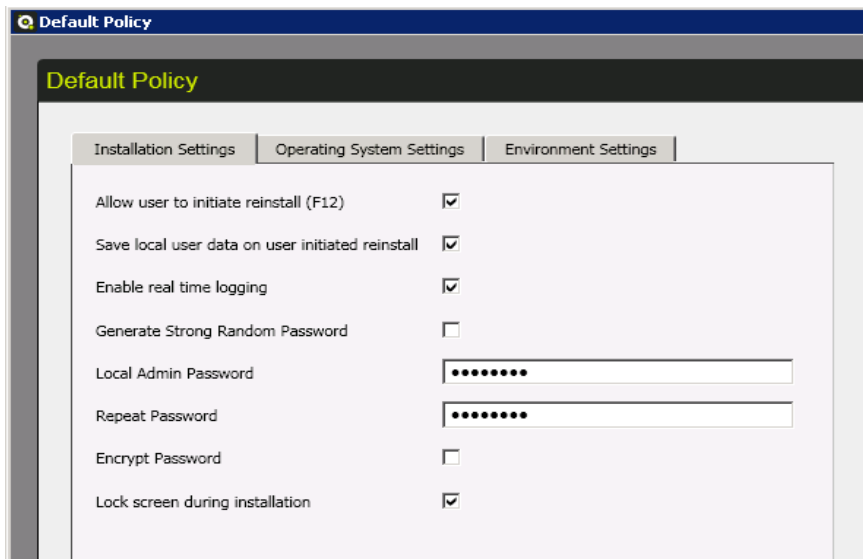 Default Policy
Default Policy
Installation Settings Operating System Settings Environment Settings
Allow user to initiate reinstall (F12)
Save local user data on user initiated reinstall
Enable real time logging
Generate Strong Random Password
Local Admin Password ••••••••
Repeat Password ••••••••
Encrypt Password
Lock screen during installation